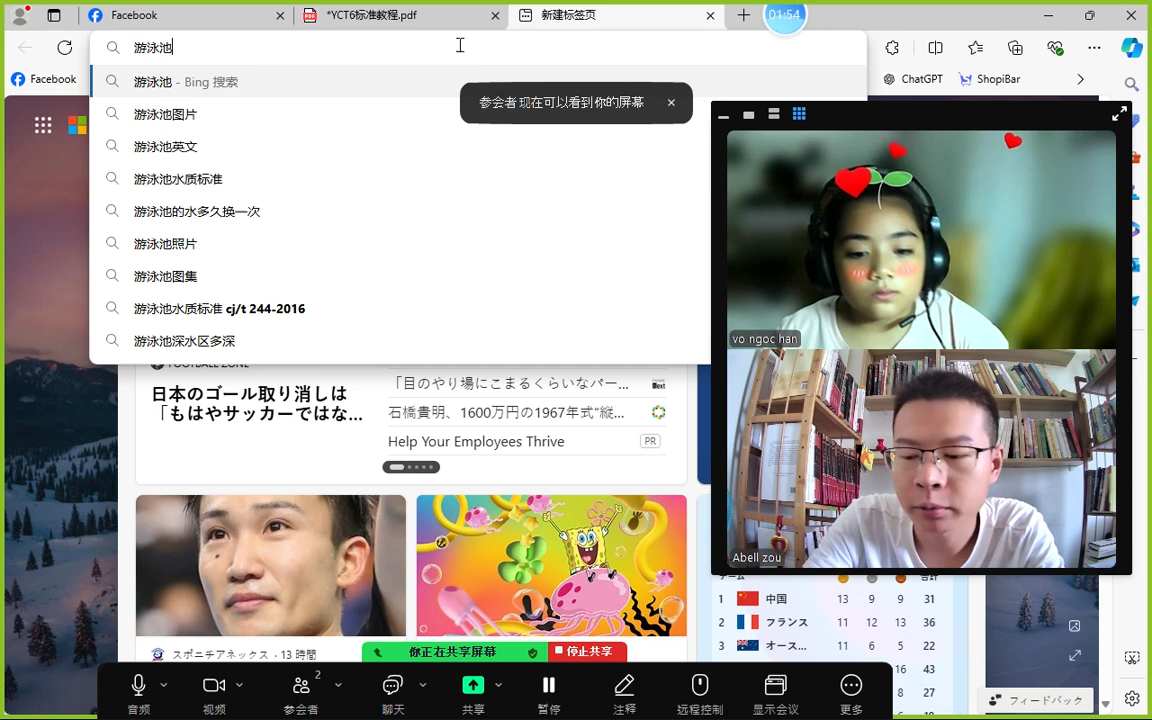 Facebook
*YCT6标准教程.pdf
新建标签页
01:54
游泳池
Facebook
ChatGPT
ShopiBar
游泳池 - Bing 搜索
游泳池图片
游泳池英文
游泳池水质标准
游泳池的水多久换一次
游泳池照片
游泳池图集
游泳池水质标准 cj/t 244-2016
游泳池深水区多深
参会者现在可以看到你的屏幕
vo ngoc han
Abell zou
FOOTBALL ZONE
日本のゴール取り消しは
「もはやサッカーではな...
「目のやり場にこまるくらいなパー...
石橋貴明、1600万円の1967年式“縦...
Help Your Employees Thrive
PR
スポニチアネックス · 13 時間
チーム 合計
1 中国 13 9 9 31
2 フランス 11 12 13 36
3 オース... 11 6 5 22
16 43
8 27
你正在共享屏幕
停止共享
フィードバック
音频
视频
参会者 2
聊天
共享
暂停
注释
远程控制
显示会议
更多